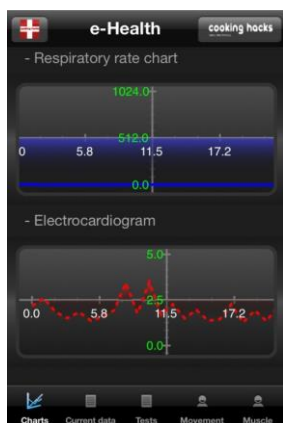 e-Health
cooking hacks
- Respiratory rate chart
1024.0
512.0
0 5.8 11.5 17.2
0.0
- Electrocardiogram
5.0
2.5
0.0 5.8 11.5 17.2
0.0
Charts Current data Tests Movement Muscle